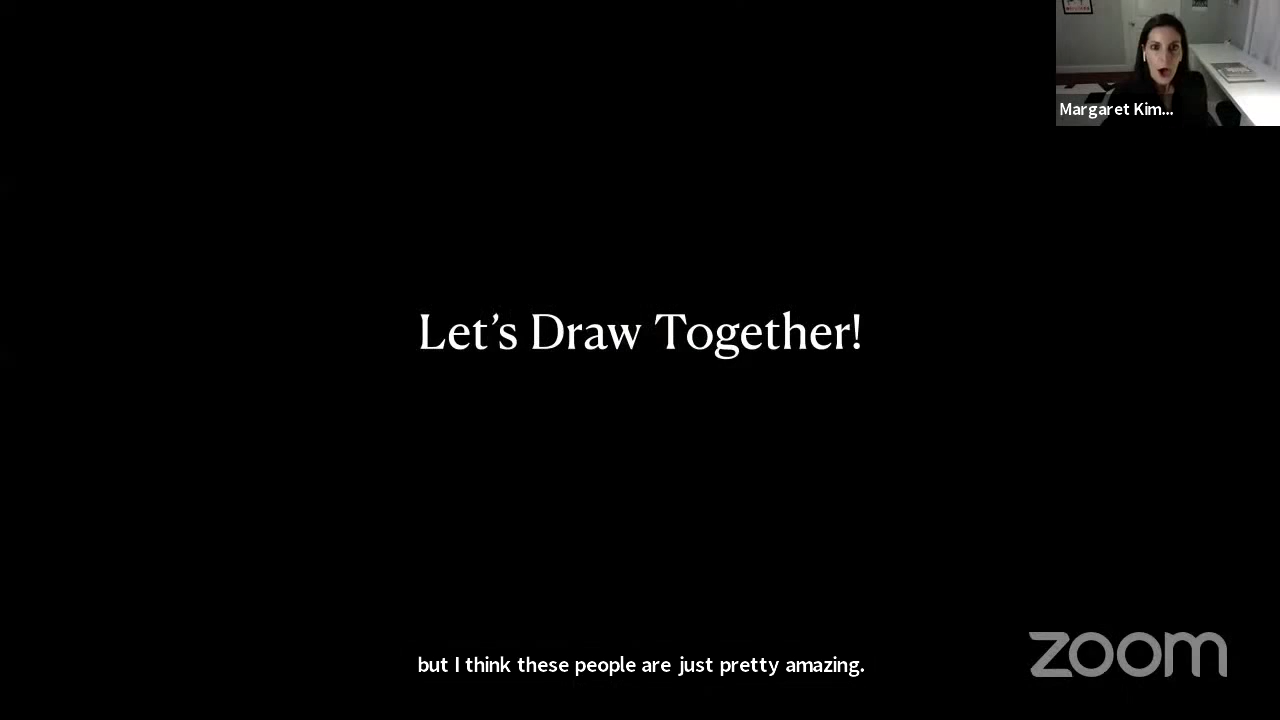 Margaret Kim...
Let's Draw Together!
but I think these people are just pretty amazing.
zoom